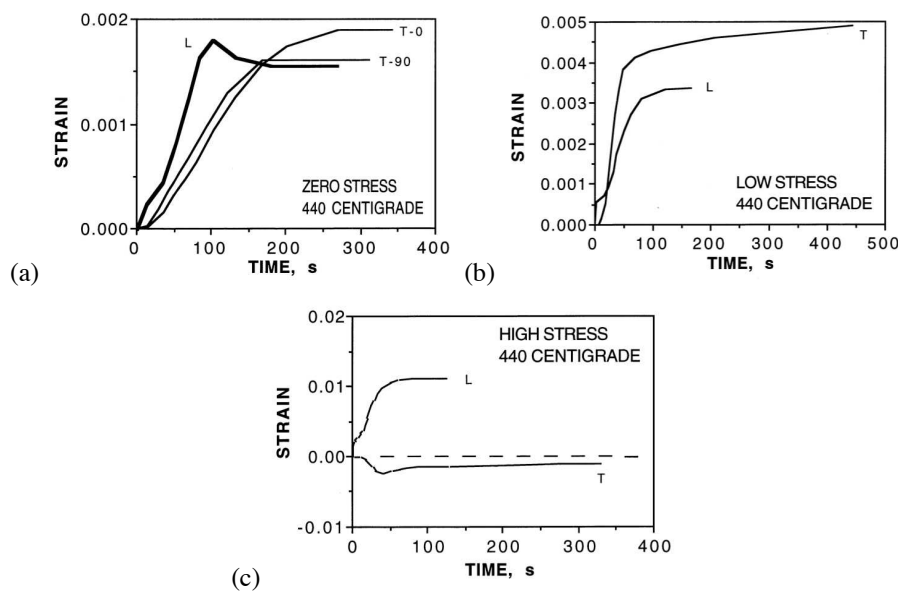 0.002
L
T-0
T-90
STRAIN
0.001
ZERO STRESS
440 CENTIGRADE
0.000
0 100 200 300 400
TIME, s
(a)
0.005
T
0.004
L
STRAIN
0.003
0.002
LOW STRESS
440 CENTIGRADE
0.001
0.000
0 100 200 300 400 500
TIME, s
(b)
0.02
HIGH STRESS
440 CENTIGRADE
L
0.01
STRAIN
0.00
T
-0.01
0 100 200 300 400
TIME, s
(c)